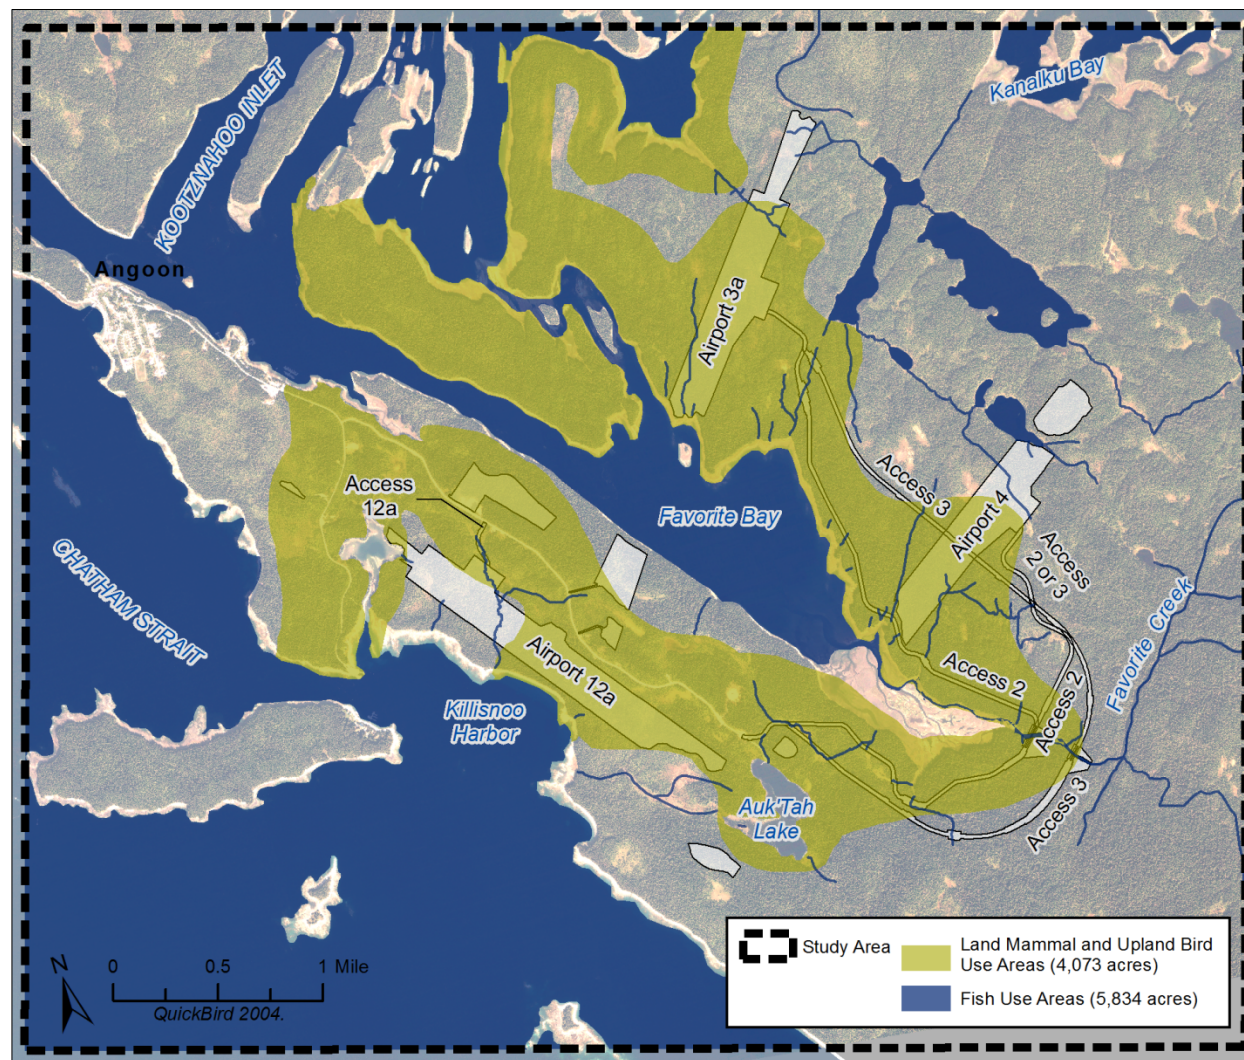 Kanalku Bay
KOOTZNAHOO INLET
Angoon
Airport 3a
Access 3
Airport 4
Access
12a
Favorite Bay
Access
2 or 3
CHATHAM STRAIT
Favorite Creek
Access 2
Airport 12a
Access 2
Killisnoo
Harbor
Access 3
Auk'Tah
Lake
Study Area
Land Mammal and Upland Bird
Use Areas (4,073 acres)
Fish Use Areas (5,834 acres)
N
0 0.5 1 Mile
QuickBird 2004.